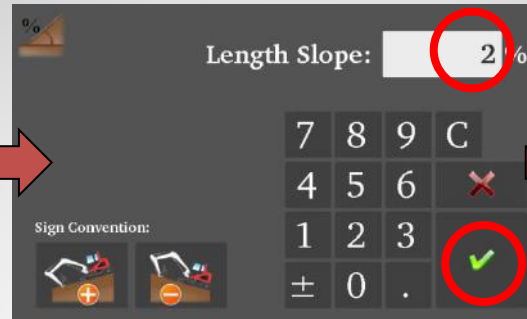 %
Length Slope: 2 %
7 8 9 C
4 5 6
Sign Convention:
1 2 3
± 0 .